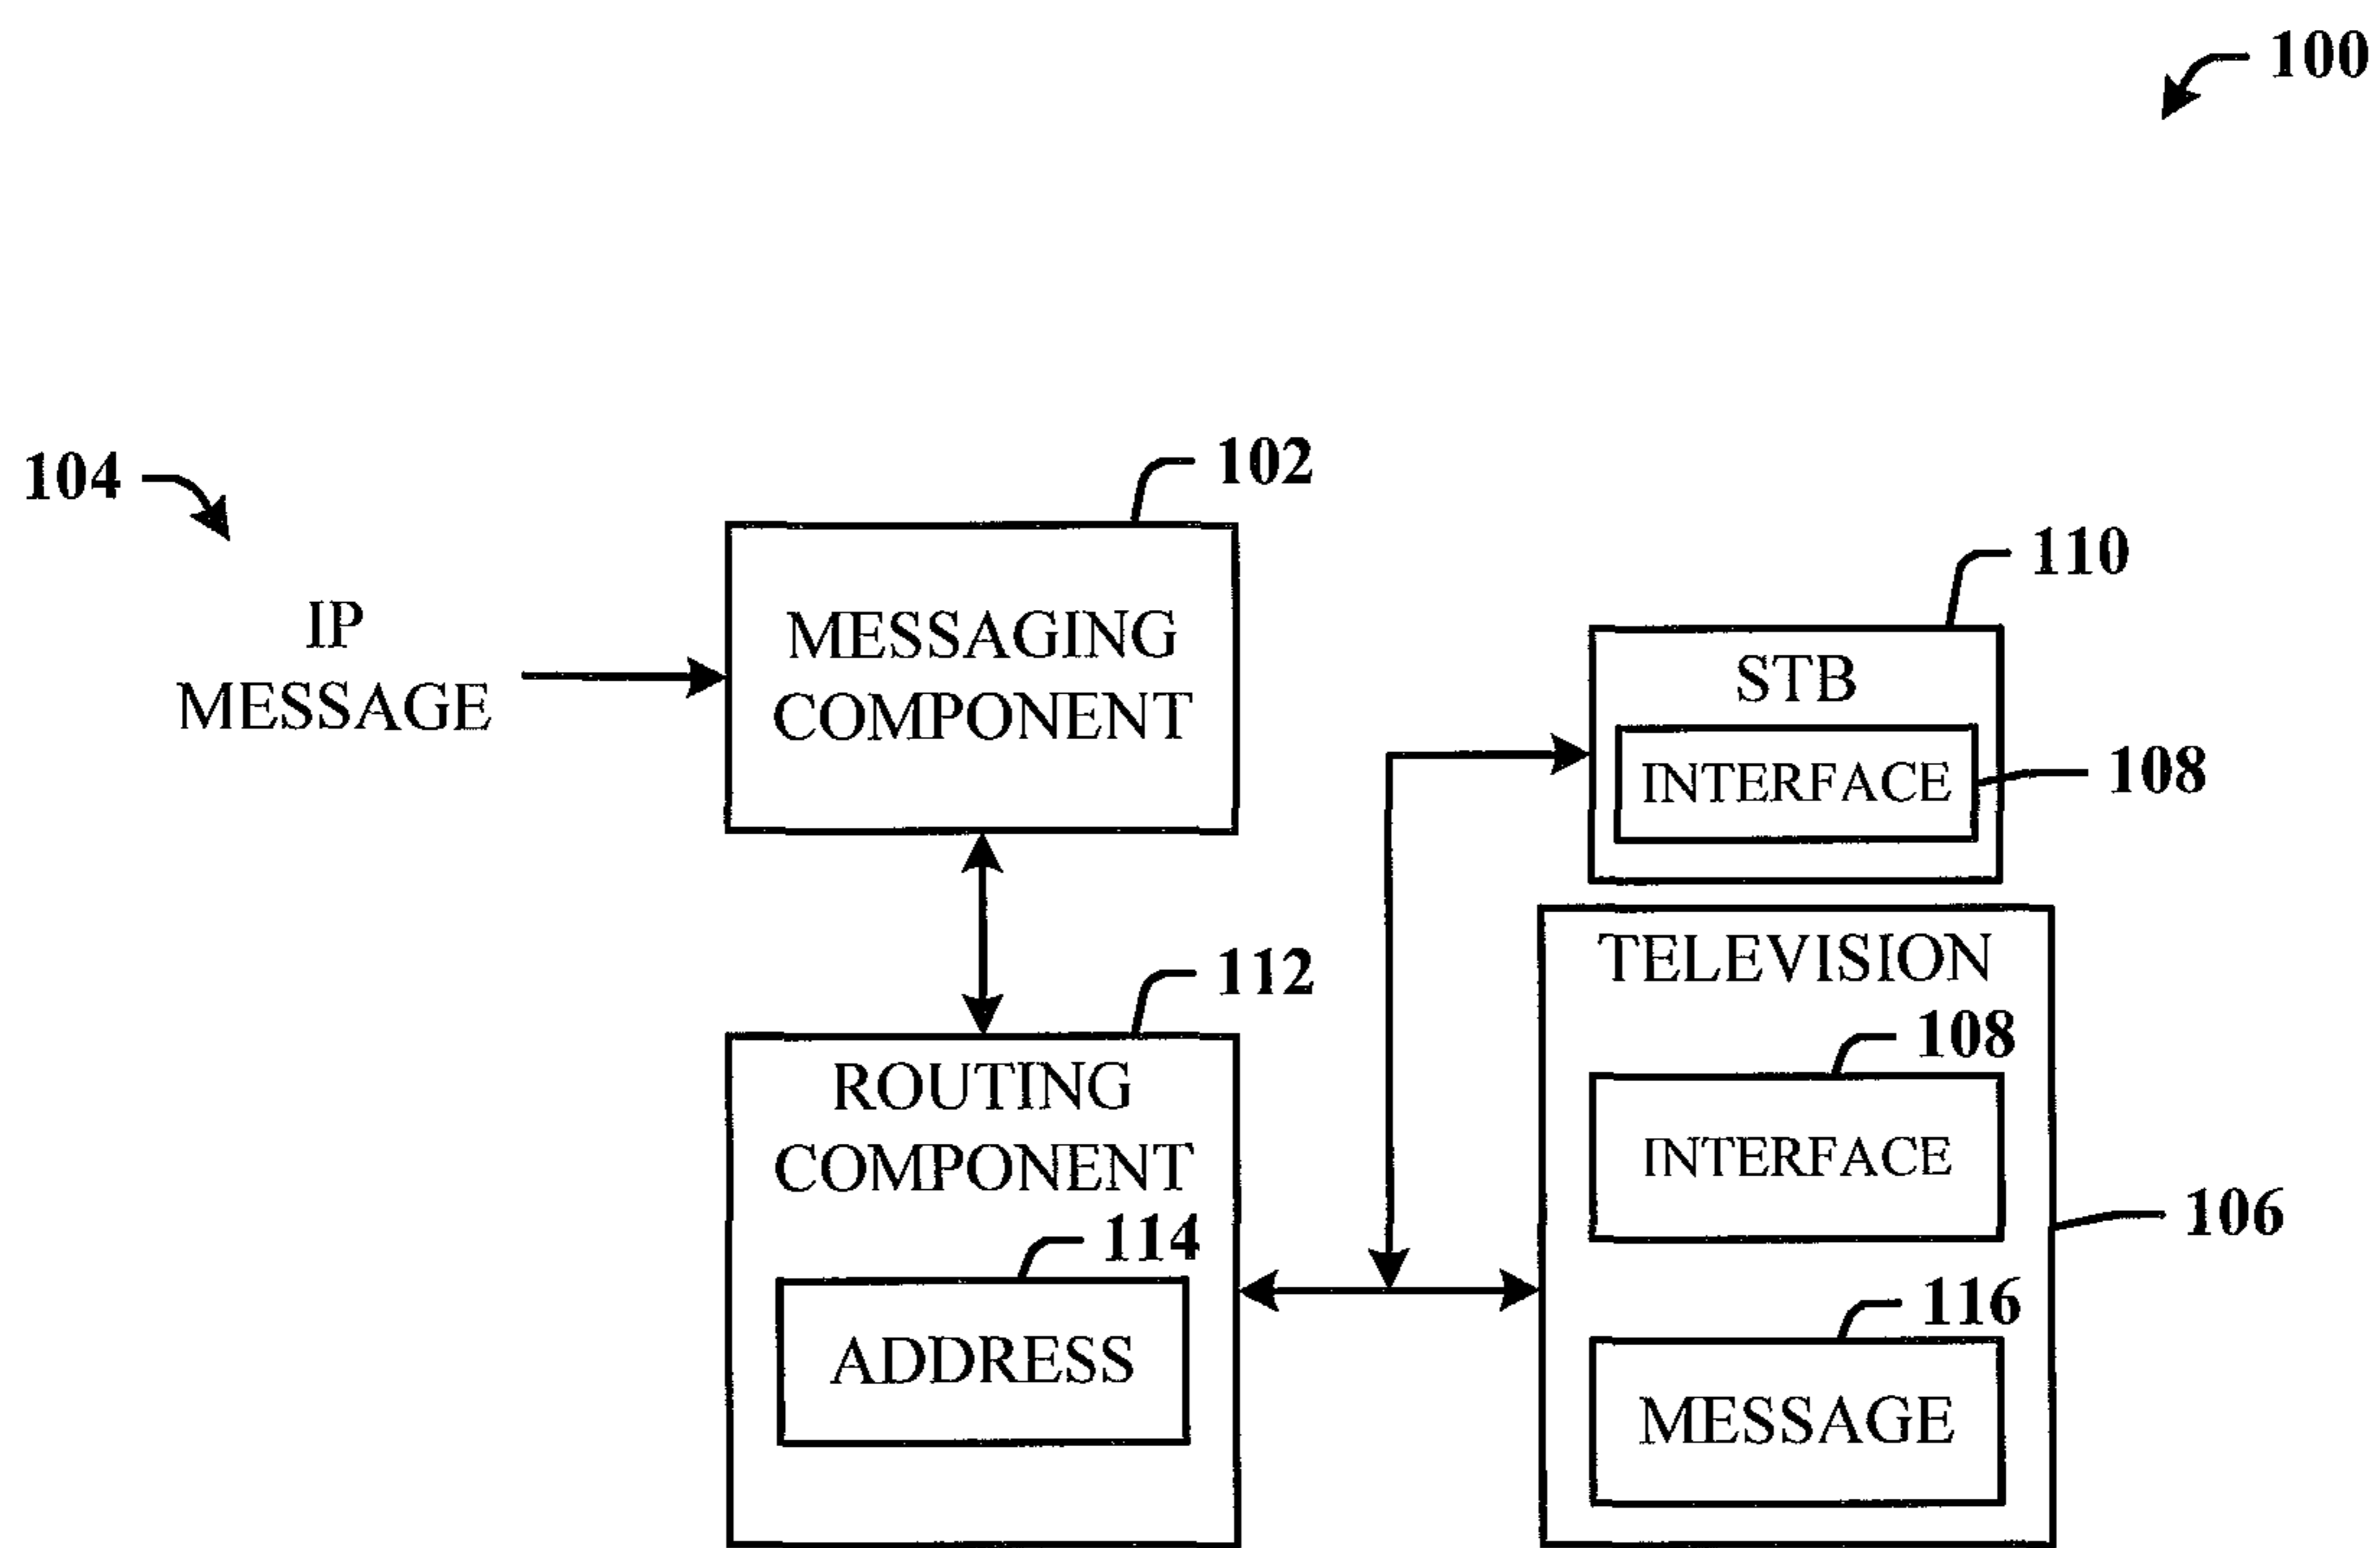 100
104
102
IP
MESSAGE
MESSAGING
COMPONENT
110
STB
INTERFACE
108
112
ROUTING
COMPONENT
114
ADDRESS
TELEVISION
108
INTERFACE
106
116
MESSAGE